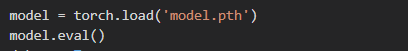 model = torch.load('model.pth')
model.eval()